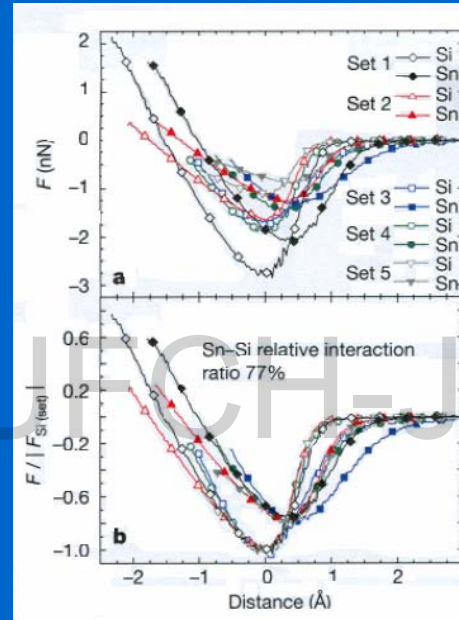 2
1
0
−1
−2
−3
F (nN)
Set 1 Si
Sn
Set 2 Si
Sn
Set 3 Si
Sn
Set 4 Si
Sn
Set 5 Si
Sn
a
0.6
0.2
−0.2
−0.6
−1.0
F / | F Si (set) |
Sn–Si relative interaction
ratio 77%
b
−2 −1 0 1 2
Distance (Å)
UFCH-J